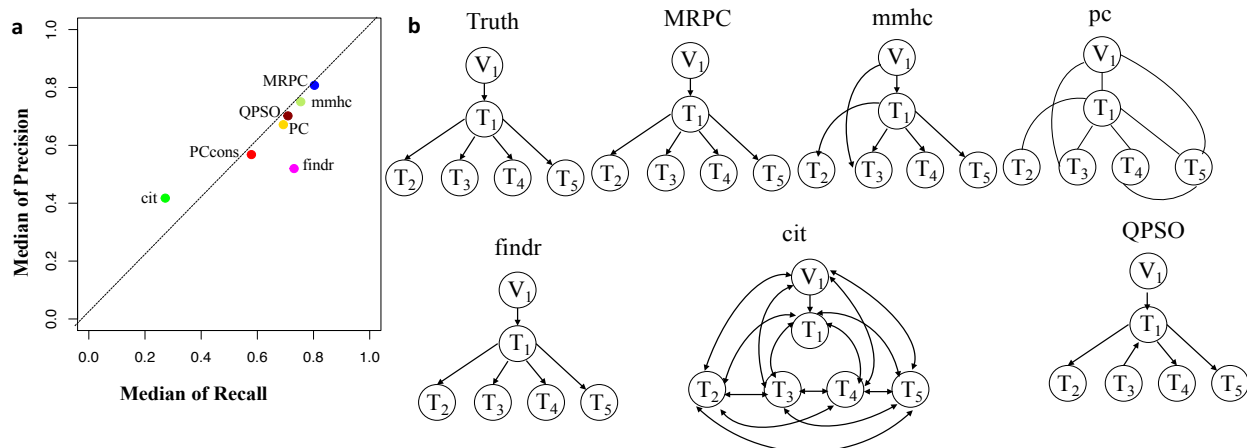 a
Median of Precision
0.0
0.2
0.4
0.6
0.8
1.0
0.0 0.2 0.4 0.6 0.8 1.0
Median of Recall
MRPC
mmhc
QPSO
PC
PCcons
findr
cit
b
Truth
V1
T1
T2 T3 T4 T5
MRPC
V1
T1
T2 T3 T4 T5
mmhc
V1
T1
T2 T3 T4 T5
pc
V1
T1
T2 T3 T4 T5
findr
V1
T1
T2 T3 T4 T5
cit
V1
T1
T2 T3 T4 T5
QPSO
V1
T1
T2 T3 T4 T5